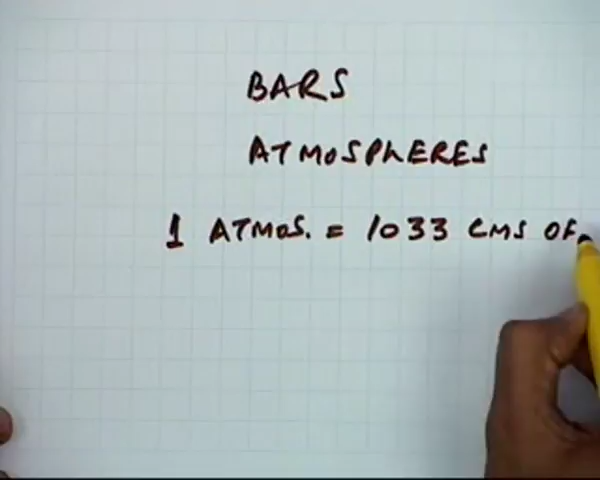 BARS
ATMOSPhERES
1 ATMOS. = 1033 CMS OF